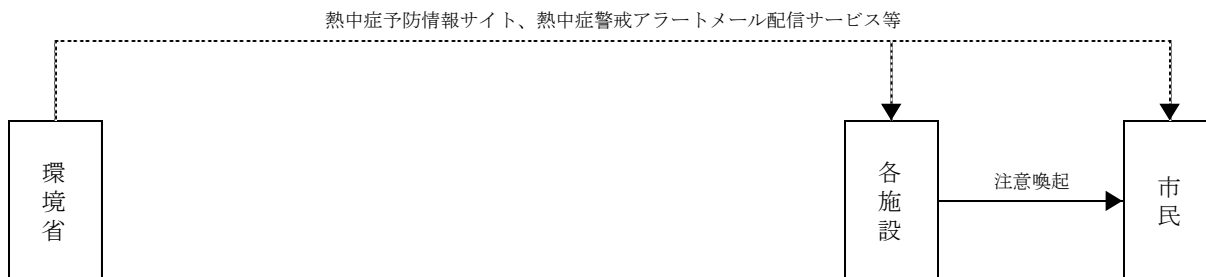 熱中症予防情報サイト、熱中症警戒アラートメール配信サービス等
環境省
各施設
注意喚起
市民